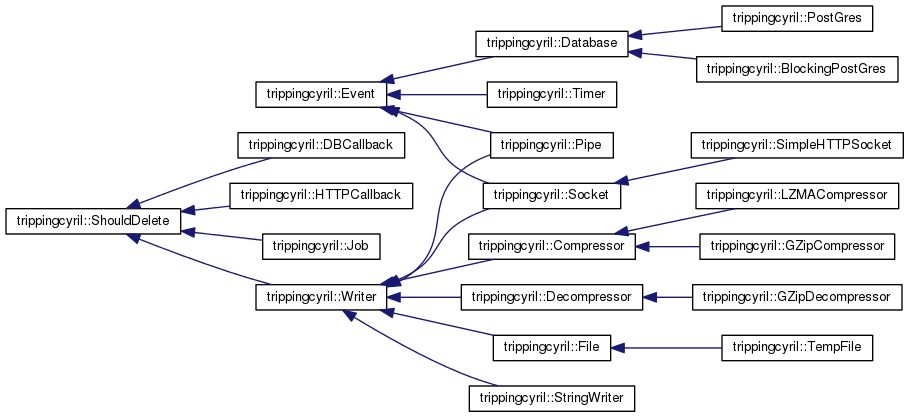 trippingcyril::PostGres
trippingcyril::Database
trippingcyril::BlockingPostGres
trippingcyril::Event
trippingcyril::Timer
trippingcyril::DBCallback
trippingcyril::Pipe
trippingcyril::SimpleHTTPSocket
trippingcyril::HTTPCallback
trippingcyril::Socket
trippingcyril::LZMACompressor
trippingcyril::ShouldDelete
trippingcyril::Job
trippingcyril::Compressor
trippingcyril::GZipCompressor
trippingcyril::Writer
trippingcyril::Decompressor
trippingcyril::GZipDecompressor
trippingcyril::File
trippingcyril::TempFile
trippingcyril::StringWriter